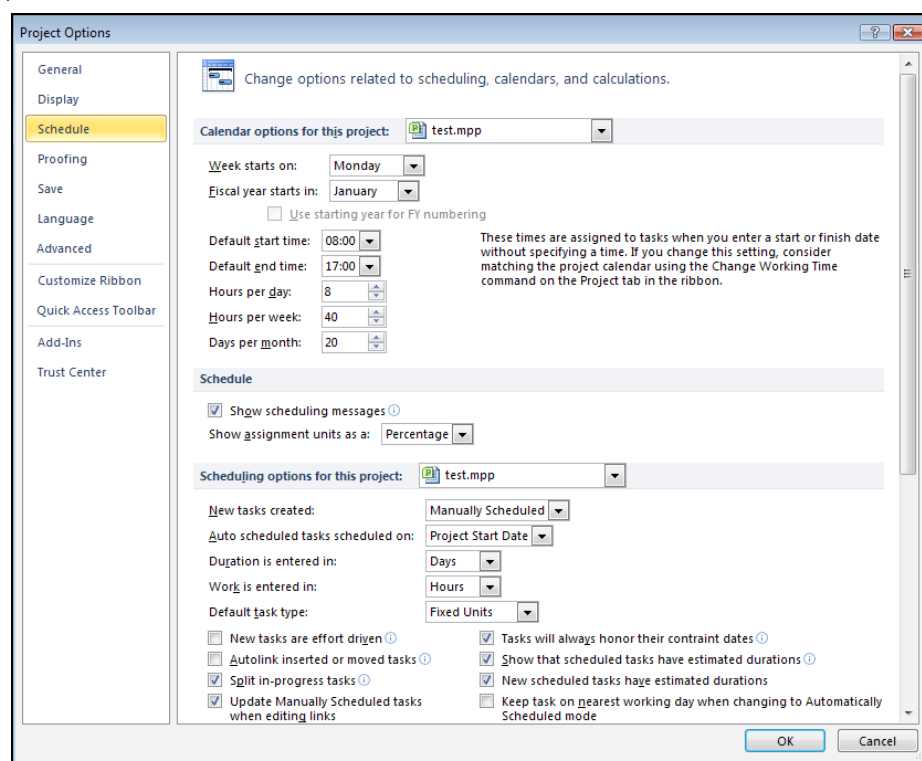 Project Options
General
Display
Schedule
Proofing
Save
Language
Advanced
Customize Ribbon
Quick Access Toolbar
Add-Ins
Trust Center
Change options related to scheduling, calendars, and calculations.
Calendar options for this project: test.mpp
Week starts on: Monday
Fiscal year starts in: January
Use starting year for FY numbering
Default start time: 08:00
Default end time: 17:00
Hours per day: 8
Hours per week: 40
Days per month: 20
These times are assigned to tasks when you enter a start or finish date
without specifying a time. If you change this setting, consider
matching the project calendar using the Change Working Time
command on the Project tab in the ribbon.
Schedule
Show scheduling messages
Show assignment units as a: Percentage
Scheduling options for this project: test.mpp
New tasks created: Manually Scheduled
Auto scheduled tasks scheduled on: Project Start Date
Duration is entered in: Days
Work is entered in: Hours
Default task type: Fixed Units
New tasks are effort driven
Autolink inserted or moved tasks
Split in-progress tasks
Update Manually Scheduled tasks
when editing links
Tasks will always honor their contraint dates
Show that scheduled tasks have estimated durations
New scheduled tasks have estimated durations
Keep task on nearest working day when changing to Automatically
Scheduled mode
OK Cancel